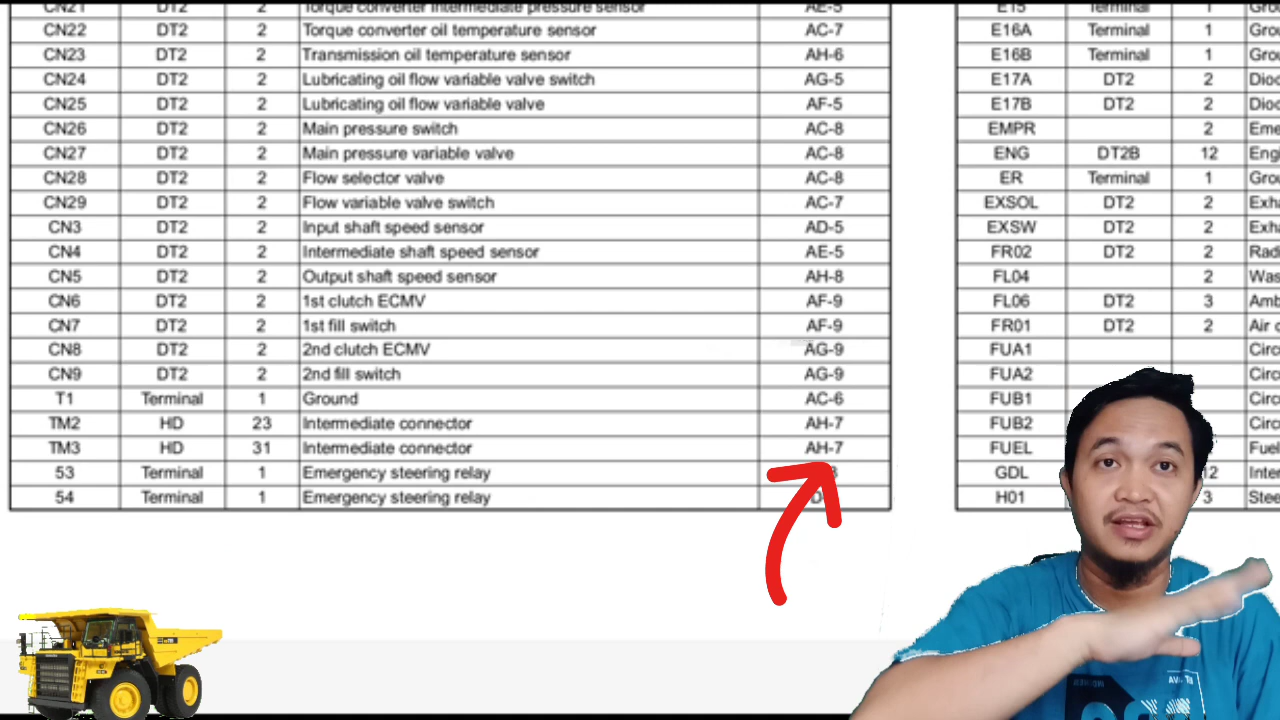 CN21 DT2 2 Torque converter intermediate pressure sensor AE-5 E15 Terminal 1
CN22 DT2 2 Torque converter oil temperature sensor AC-7 E16A Terminal 1
CN23 DT2 2 Transmission oil temperature sensor AH-6 E16B Terminal 1
CN24 DT2 2 Lubricating oil flow variable valve switch AG-5 E17A DT2 2
CN25 DT2 2 Lubricating oil flow variable valve AF-5 E17B DT2 2
CN26 DT2 2 Main pressure switch AC-8 EMPR 2 Eme
CN27 DT2 2 Main pressure variable valve AC-8 ENG DT2B 12 Engi
CN28 DT2 2 Flow selector valve AC-8 ER Terminal 1 Grou
CN29 DT2 2 Flow variable valve switch AC-7 EXSOL DT2 2 Exha
CN3 DT2 2 Input shaft speed sensor AD-5 EXSW DT2 2 Exha
CN4 DT2 2 Intermediate shaft speed sensor AE-5 FR02 DT2 2 Radi
CN5 DT2 2 Output shaft speed sensor AH-8 FL04 2 Was
CN6 DT2 2 1st clutch ECMV AF-9 FL06 DT2 3 Amb
CN7 DT2 2 1st fill switch AF-9 FR01 DT2 2 Air
CN8 DT2 2 2nd clutch ECMV AG-9 FUA1 Circ
CN9 DT2 2 2nd fill switch AG-9 FUA2 Circ
T1 Terminal 1 Ground AC-6 FUB1 Circ
TM2 HD 23 Intermediate connector AH-7 FUB2 Circ
TM3 HD 31 Intermediate connector AH-7 FUEL Fuel
53 Terminal 1 Emergency steering relay GDL 12 Inter
54 Terminal 1 Emergency steering relay H01 3 Stee